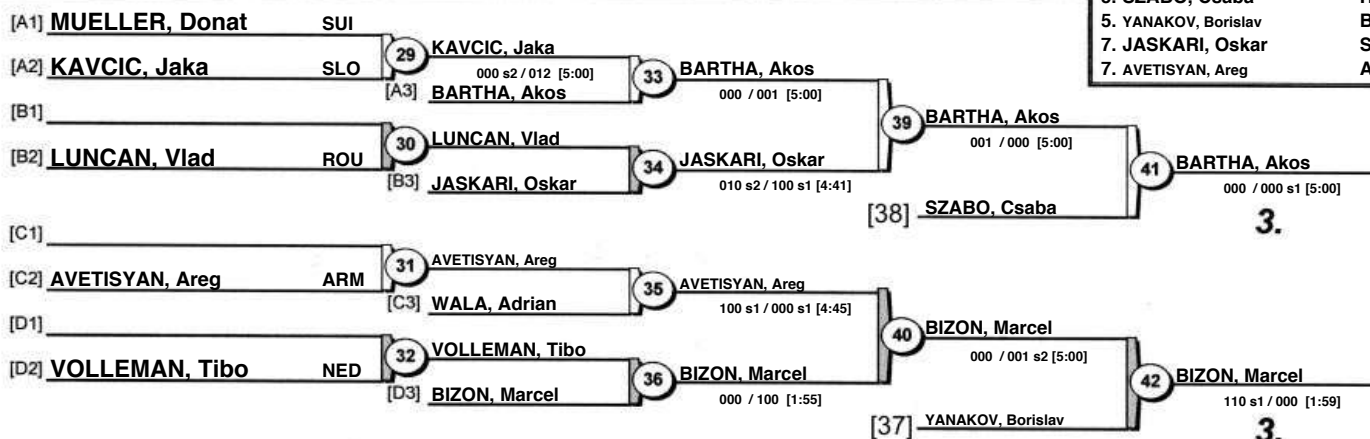 5. YANAKOV, Borislav B
7. JASKARI, Oskar S
7. AVETISYAN, Areg A
[A1] MUELLER, Donat SUI
29 KAVCIC, Jaka
[A2] KAVCIC, Jaka SLO
000 s2 / 012 [5:00]
33 BARTHA, Akos
[A3] BARTHA, Akos
000 / 001 [5:00]
[B1]
39 BARTHA, Akos
30 LUNCAN, Vlad
001 / 000 [5:00]
[B2] LUNCAN, Vlad ROU
34 JASKARI, Oskar
41 BARTHA, Akos
[B3] JASKARI, Oskar
010 s2 / 100 s1 [4:41]
000 / 000 s1 [5:00]
[38] SZABO, Csaba
3.
[C1]
31 AVETISYAN, Areg
[C2] AVETISYAN, Areg ARM
35 AVETISYAN, Areg
[C3] WALA, Adrian
100 s1 / 000 s1 [4:45]
[D1]
40 BIZON, Marcel
32 VOLLEMAN, Tibo
000 / 001 s2 [5:00]
[D2] VOLLEMAN, Tibo NED
36 BIZON, Marcel
42 BIZON, Marcel
[D3] BIZON, Marcel
000 / 100 [1:55]
110 s1 / 000 [1:59]
[37] YANAKOV, Borislav
3.